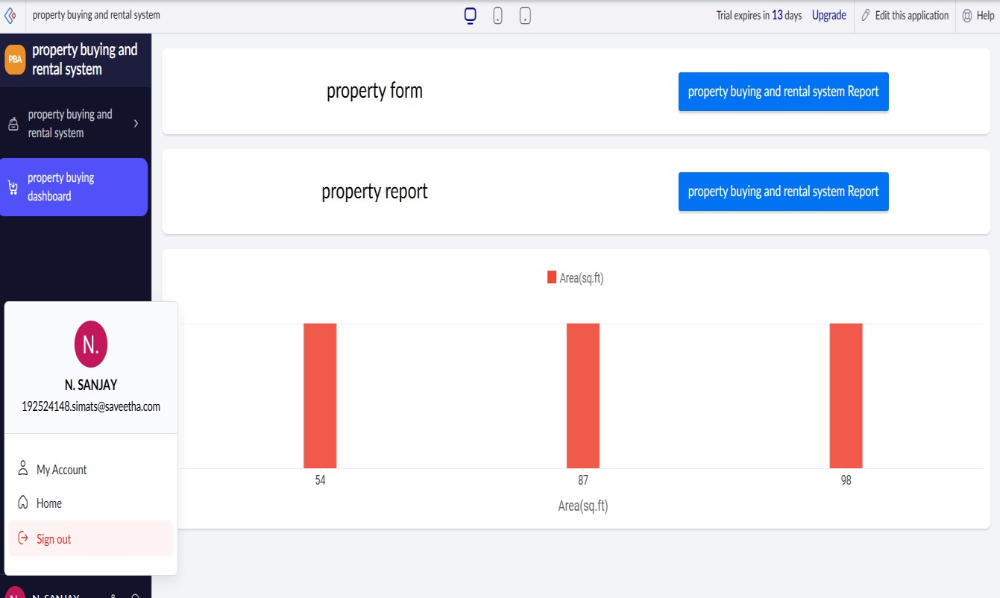 property buying and rental system
Trial expires in 13 days
Upgrade
Edit this application
Help
PBA
property buying and
rental system
property buying and
rental system
property buying
dashboard
property form
property buying and rental system Report
property report
property buying and rental system Report
Area(sq.ft)
54
87
98
Area(sq.ft)
N.
N. SANJAY
192524148.simats@saveetha.com
My Account
Home
Sign out
N. SANJAY